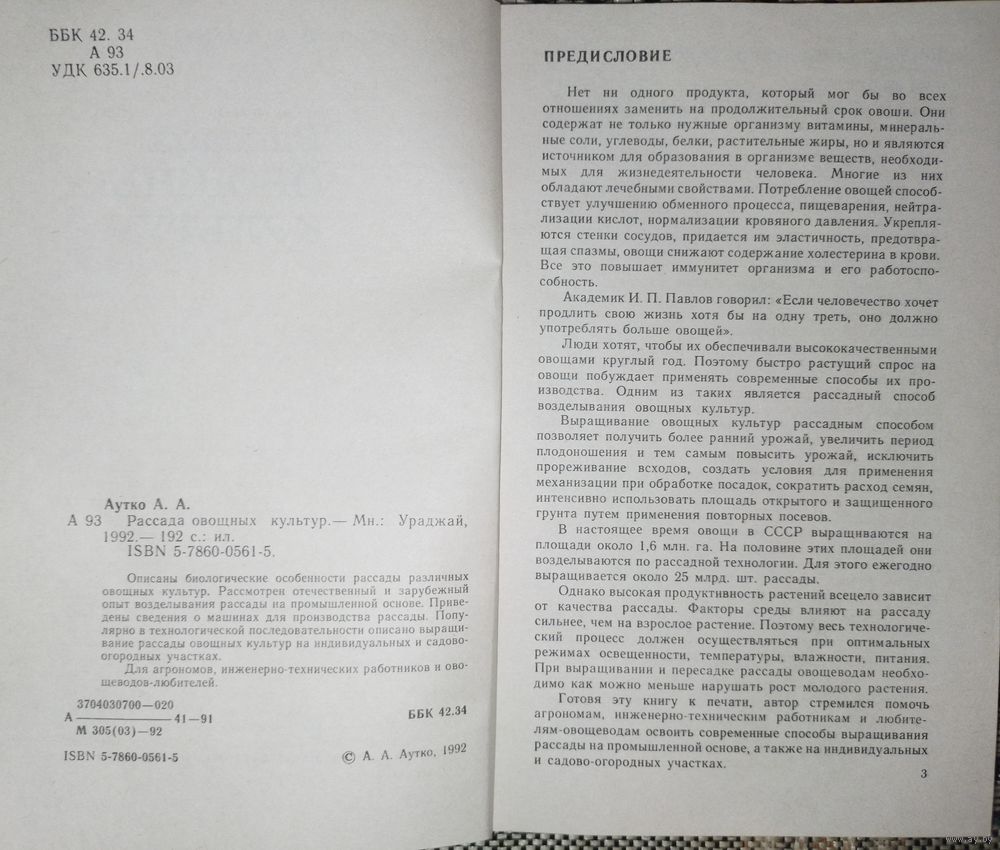 ББК 42. 34
А 93
УДК 635.1/.8.03
Аутко А. А.
А 93 Рассада овощных культур.— Мн.: Ураджай,
1992.— 192 с.: ил.
ISBN 5-7860-0561-5.
Описаны биологические особенности рассады различных
овощных культур. Рассмотрен отечественный и зарубежный
опыт возделывания рассады на промышленной основе. Приве-
дены сведения о машинах для производства рассады. Попу-
лярно в технологической последовательности описано выращи-
вание рассады овощных культур на индивидуальных и садово-
огородных участках.
Для агрономов, инженерно-технических работников и ово-
щеводов-любителей.
3704030700—020
А ———— 41—91
М 305(03)—92
ББК 42.34
ISBN 5-7860-0561-5
© А. А. Аутко, 1992
ПРЕДИСЛОВИЕ
Нет ни одного продукта, который мог бы во всех
отношениях заменить на продолжительный срок овоши. Они
содержат не только нужные организму витамины, минераль-
ные соли, углеводы, белки, растительные жиры, но и являются
источником для образования в организме веществ, необходи-
мых для жизнедеятельности человека. Многие из них
обладают лечебными свойствами. Потребление овощей способ-
ствует улучшению обменного процесса, пищеварения, нейтра-
лизации кислот, нормализации кровяного давления. Укрепля-
ются стенки сосудов, придается им эластичность, предотвра-
щая спазмы, овощи снижают содержание холестерина в крови.
Все это повышает иммунитет организма и его работоспо-
собность.
Академик И. П. Павлов говорил: «Если человечество хочет
продлить свою жизнь хотя бы на одну треть, оно должно
употреблять больше овощей».
Люди хотят, чтобы их обеспечивали высококачественными
овощами круглый год. Поэтому быстро растущий спрос на
овощи побуждает применять современные способы их про-
изводства. Одним из таких является рассадный способ
возделывания овощных культур.
Выращивание овощных культур рассадным способом
позволяет получить более ранний урожай, увеличить период
плодоношения и тем самым повысить урожай, исключить
прореживание всходов, создать условия для применения
механизации при обработке посадок, сократить расход семян,
интенсивно использовать площадь открытого и защищенного
грунта путем применения повторных посевов.
В настоящее время овощи в СССР выращиваются на
площади около 1,6 млн. га. На половине этих площадей они
возделываются по рассадной технологии. Для этого ежегодно
выращивается около 25 млрд. шт. рассады.
Однако высокая продуктивность растений всецело зависит
от качества рассады. Факторы среды влияют на рассаду
сильнее, чем на взрослое растение. Поэтому весь технологиче-
ский процесс должен осуществляться при оптимальных
режимах освещенности, температуры, влажности, питания.
При выращивании и пересадке рассады овощеводам необхо-
димо как можно меньше нарушать рост молодого растения.
Готовя эту книгу к печати, автор стремился помочь
агрономам, инженерно-техническим работникам и любите-
лям-овощеводам освоить современные способы выращивания
рассады на промышленной основе, а также на индивидуальных
и садово-огородных участках.
3
www.ay.by